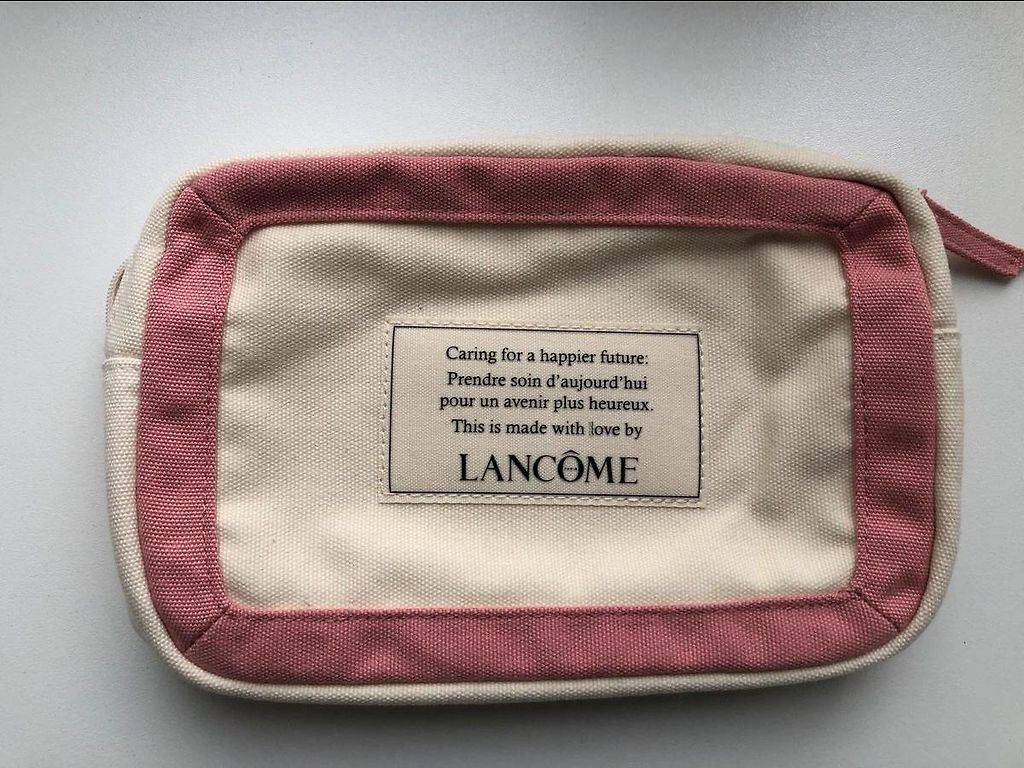 Caring for a happier future:
Prendre soin d'aujourd'hui
pour un avenir plus heureux.
This is made with love by
LANCÔME